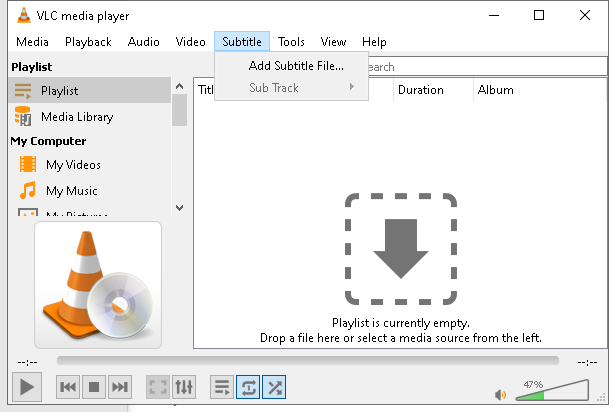 VLC media player
Media Playback Audio Video Subtitle Tools View Help
Playlist
Playlist
Media Library
My Computer
My Videos
My Music
My Pictures
Add Subtitle File...
Sub Track
Duration Album
Playlist is currently empty.
Drop a file here or select a media source from the left.
--:-- --:--
47%